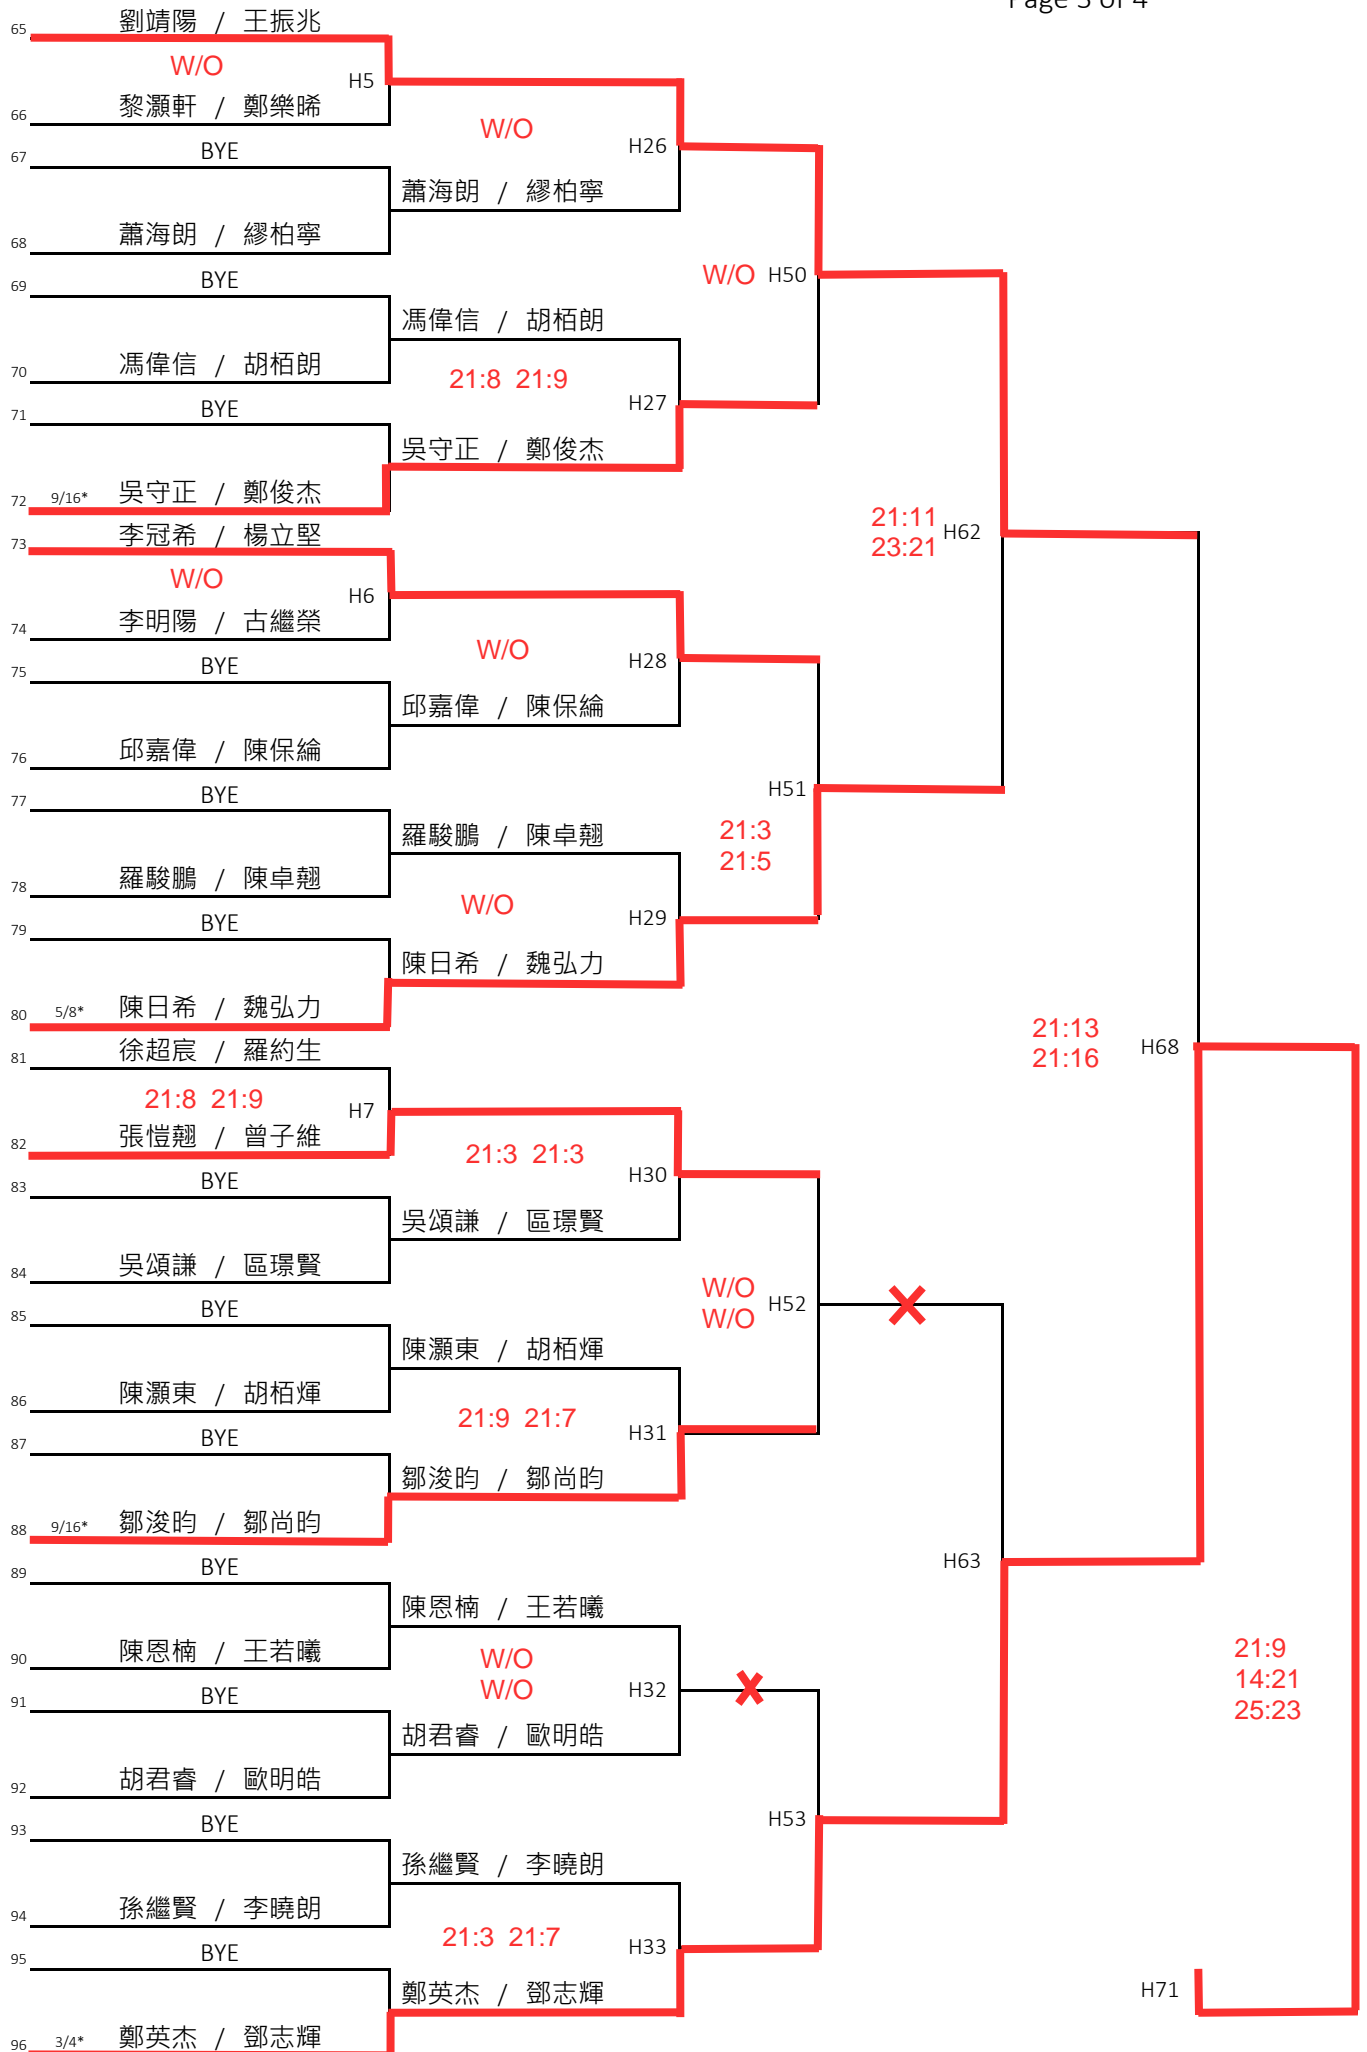 Page 3 of 4
65 劉靖陽 / 王振兆
W/O
H5
66 黎灝軒 / 鄭樂晞
W/O
H26
67 BYE
蕭海朗 / 繆柏寧
68 蕭海朗 / 繆柏寧
W/O H50
69 BYE
馮偉信 / 胡栢朗
70 馮偉信 / 胡栢朗
21:8 21:9
H27
71 BYE
吳守正 / 鄭俊杰
72 9/16* 吳守正 / 鄭俊杰
21:11
23:21
H62
73 李冠希 / 楊立堅
W/O
H6
74 李明陽 / 古繼榮
W/O
H28
75 BYE
邱嘉偉 / 陳保綸
76 邱嘉偉 / 陳保綸
H51
77 BYE
羅駿鵬 / 陳卓翹
21:3
21:5
78 羅駿鵬 / 陳卓翹
W/O
H29
79 BYE
陳日希 / 魏弘力
80 5/8* 陳日希 / 魏弘力
21:13
21:16
H68
81 徐超宸 / 羅約生
21:8 21:9
H7
82 張愷翹 / 曾子維
21:3 21:3
H30
83 BYE
吳頌謙 / 區璟賢
84 吳頌謙 / 區璟賢
W/O
W/O
H52
85 BYE
陳灝東 / 胡栢煇
86 陳灝東 / 胡栢煇
21:9 21:7
H31
87 BYE
鄒浚昀 / 鄒尚昀
88 9/16* 鄒浚昀 / 鄒尚昀
H63
89 BYE
陳恩楠 / 王若曦
90 陳恩楠 / 王若曦
W/O
W/O
H32
21:9
14:21
25:23
91 BYE
胡君睿 / 歐明皓
92 胡君睿 / 歐明皓
H53
93 BYE
孫繼賢 / 李曉朗
94 孫繼賢 / 李曉朗
21:3 21:7
H33
95 BYE
鄭英杰 / 鄧志輝
H71
96 3/4* 鄭英杰 / 鄧志輝